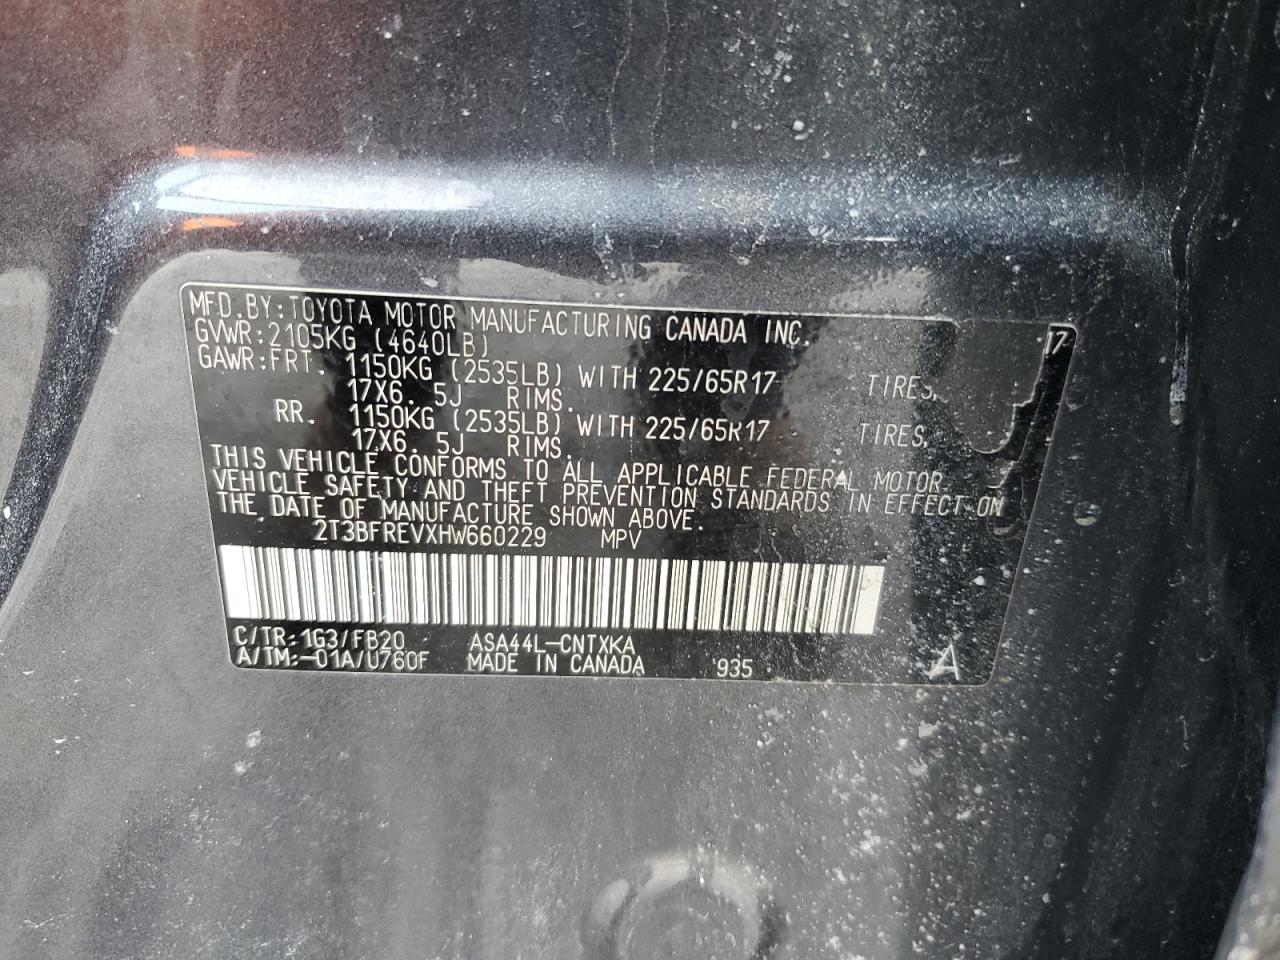 MFD.BY:TOYOTA MOTOR MANUFACTURING CANADA INC. 17
GVWR:2105KG (4640LB)
GAWR:FRT. 1150KG (2535LB) WITH 225/65R17 TIRES,
17X6.5J RIMS.
RR. 1150KG (2535LB) WITH 225/65R17 TIRES,
17X6.5J RIMS.
THIS VEHICLE CONFORMS TO ALL APPLICABLE FEDERAL MOTOR
VEHICLE SAFETY AND THEFT PREVENTION STANDARDS IN EFFECT ON
THE DATE OF MANUFACTURE SHOWN ABOVE.
2T3BFREVXHW660229 MPV
C/TR:1G3/FB20 ASA44L-CNTXKA
A/TM:-01A/U760F MADE IN CANADA 935 A